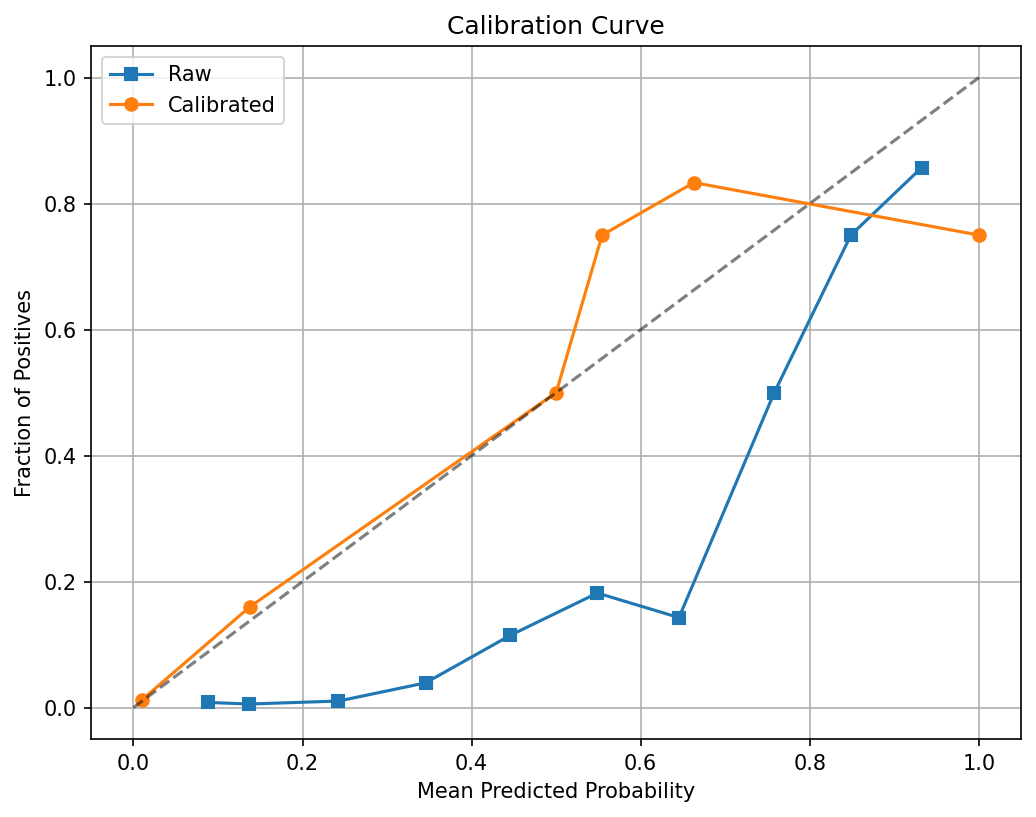 Calibration Curve
Raw
Calibrated
1.0
0.8
0.6
0.4
0.2
0.0
Fraction of Positives
0.0 0.2 0.4 0.6 0.8 1.0
Mean Predicted Probability